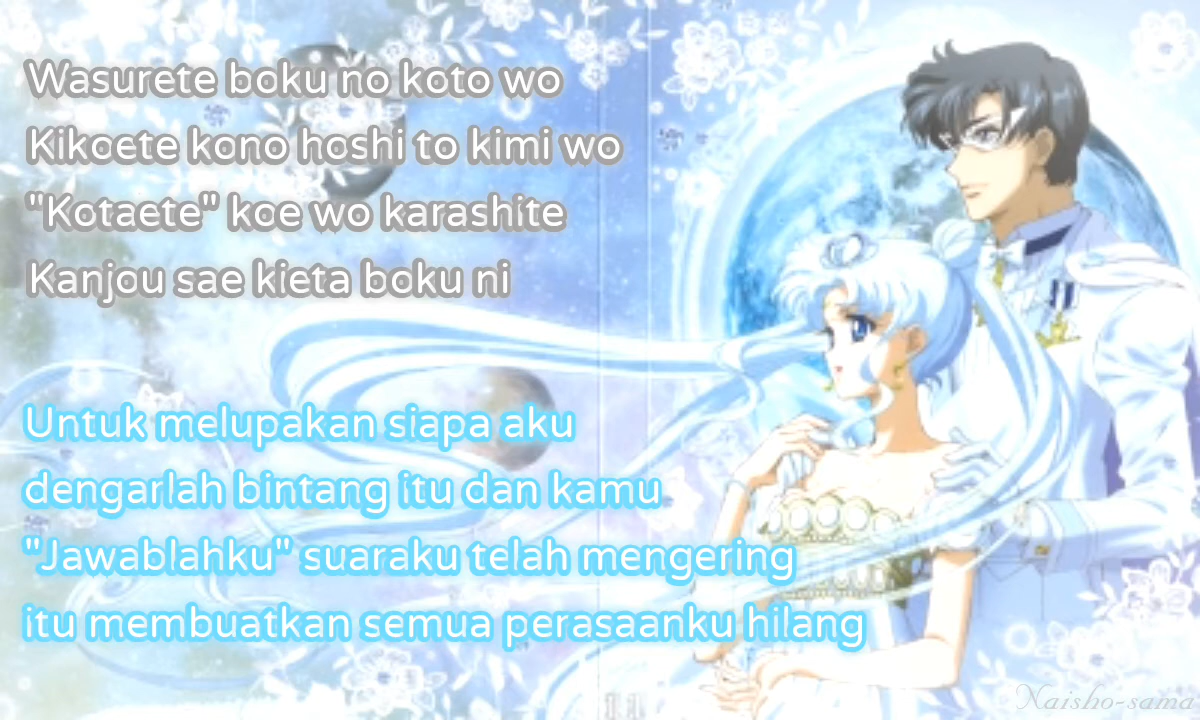 Wasurete boku no koto wo
Kikoete kono hoshi to kimi wo
"Kotaete" koe wo karashite
Kanjou sae kieta boku ni
Untuk melupakan siapa aku
dengarlah bintang itu dan kamu
"Jawablahku" suaraku telah mengering
itu membuatkan semua perasaanku hilang
Naisho-sama